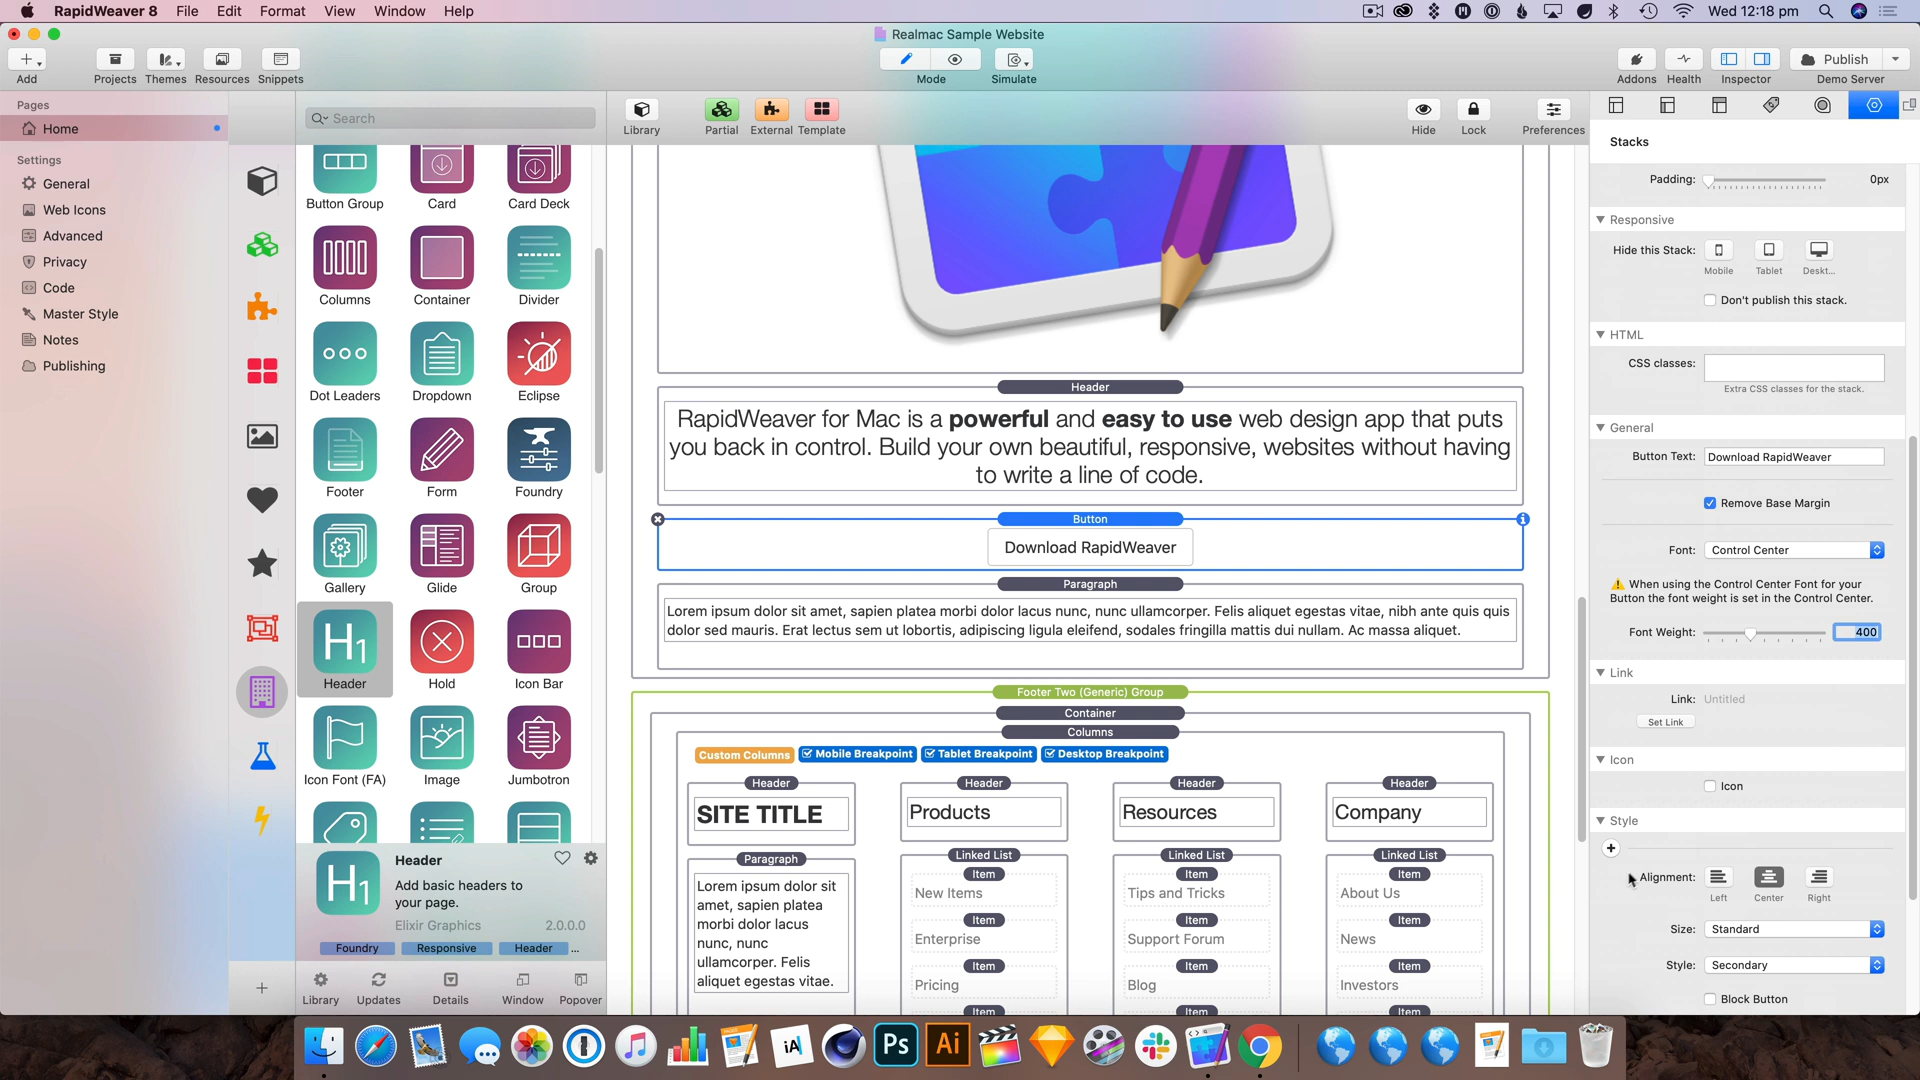 RapidWeaver 8 File Edit Format View Window Help
Wed 12:18 pm
Realmac Sample Website
Add Projects Themes Resources Snippets
Mode Simulate
Publish
Addons Health Inspector Demo Server
Pages
Home
Settings
General
Web Icons
Advanced
Privacy
Code
Master Style
Notes
Publishing
Search
Button Group Card Card Deck
Columns Container Divider
Dot Leaders Dropdown Eclipse
Footer Form Foundry
Gallery Glide Group
H1
Header Hold Icon Bar
Icon Font (FA) Image Jumbotron
H1
Header
Add basic headers to
your page.
Elixir Graphics 2.0.0.0
Foundry Responsive Header ...
Library Updates Details Window Popover
Library Partial External Template
Hide Lock Preferences
Header
RapidWeaver for Mac is a powerful and easy to use web design app that puts
you back in control. Build your own beautiful, responsive, websites without having
to write a line of code.
Button
Download RapidWeaver
Paragraph
Lorem ipsum dolor sit amet, sapien platea morbi dolor lacus nunc, nunc ullamcorper. Felis aliquet egestas vitae, nibh ante quis quis
dolor sed mauris. Erat lectus sem ut lobortis, adipiscing ligula eleifend, sodales fringilla mattis dui nullam. Ac massa aliquet.
Footer Two (Generic) Group
Container
Columns
Custom Columns Mobile Breakpoint Tablet Breakpoint Desktop Breakpoint
Header Header Header Header
SITE TITLE Products Resources Company
Paragraph
Lorem ipsum dolor sit
amet, sapien platea
morbi dolor lacus
nunc, nunc
ullamcorper. Felis
aliquet egestas vitae.
Linked List Linked List Linked List
Item Item Item
New Items Tips and Tricks About Us
Item Item Item
Enterprise Support Forum News
Item Item Item
Pricing Blog Investors
Item Item Item
Stacks
Padding: 0px
Responsive
Hide this Stack:
Mobile Tablet Deskt...
Don't publish this stack.
HTML
CSS classes:
Extra CSS classes for the stack.
General
Button Text: Download RapidWeaver
Remove Base Margin
Font: Control Center
When using the Control Center Font for your
Button the font weight is set in the Control Center.
Font Weight: 400
Link
Link: Untitled
Set Link
Icon
Icon
Style
Alignment:
Left Center Right
Size: Standard
Style: Secondary
Block Button
iA Ps Ai